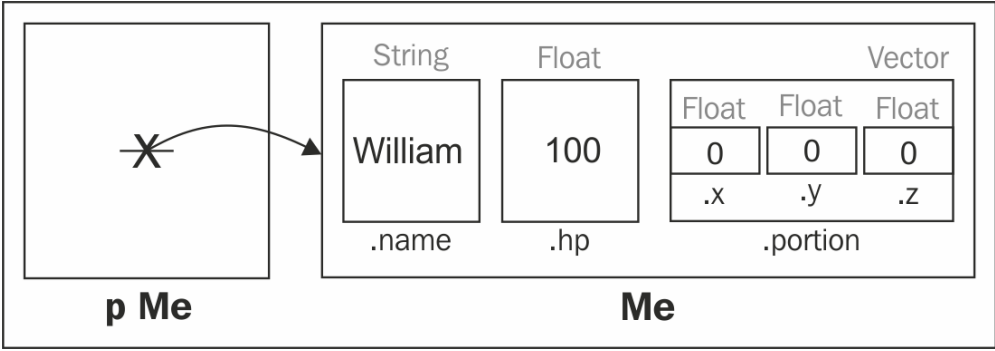 String Float Vector
Float Float Float
X William 100 0 0 0
.x .y .z
.name .hp .portion
p Me Me